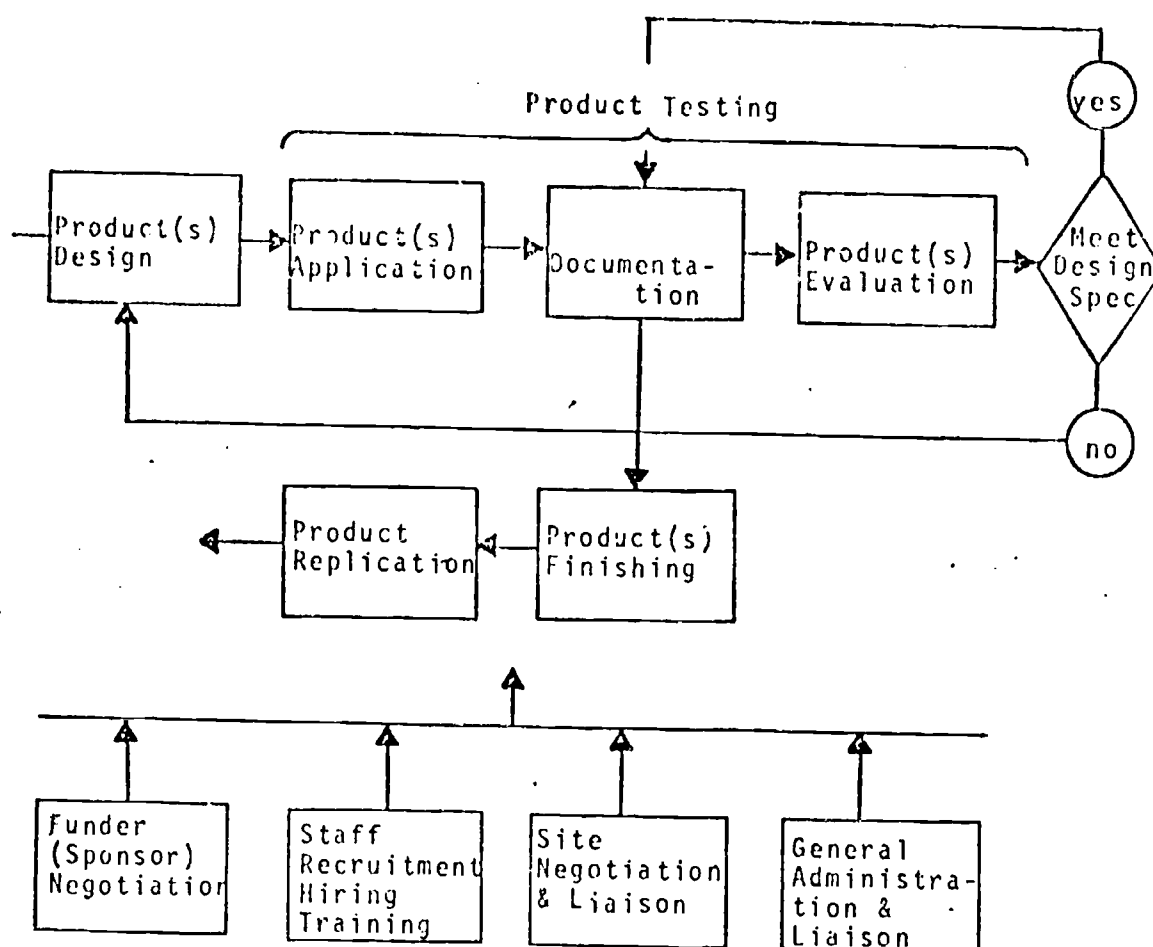 Product Testing
yes
Product(s)
Design
Product(s)
Application
Documenta-
tion
Product(s)
Evaluation
Meet
Design
Spec
no
Product
Replication
Product(s)
Finishing
Funder
(Sponsor)
Negotiation
Staff
Recruitment
Hiring
Training
Site
Negotiation
& Liaison
General
Administra-
tion &
Liaison